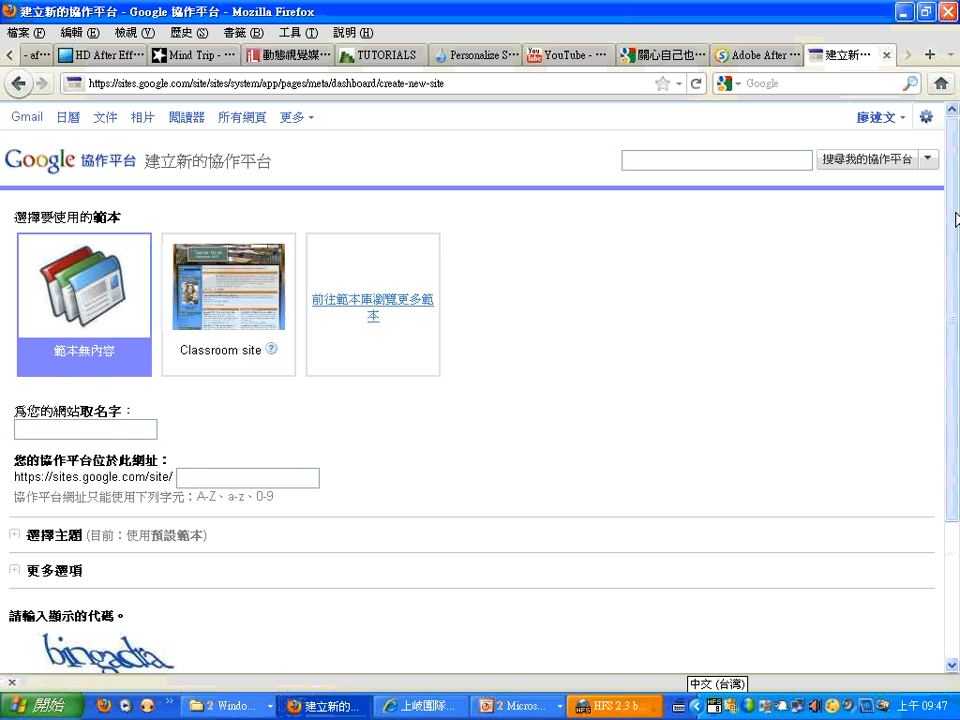 建立新的協作平台 - Google 協作平台 - Mozilla Firefox
檔案 (F) 編輯 (E) 檢視 (V) 歷史 (S) 書籤 (B) 工具 (T) 說明 (H)
- af··· HD After Eff··· Mind Trip - ··· 動態視覺媒··· TUTORIALS Personalize S··· YouTube - ··· 關心自己也··· Adobe After ··· 建立新···
https://sites.google.com/site/sites/system/app/pages/meta/dashboard/create-new-site Google
Gmail 日曆 文件 相片 閱讀器 所有網頁 更多 廖建文
Google 協作平台 建立新的協作平台 搜尋我的協作平台
選擇要使用的範本
前往範本庫瀏覽更多範
本
範本無內容 Classroom site
為您的網站取名字：
您的協作平台位於此網址：
https://sites.google.com/site/
協作平台網址只能使用下列字元：A-Z、a-z、0-9
選擇主題 (目前：使用預設範本)
更多選項
請輸入顯示的代碼。
bingadra
中文 (台灣)
開始 2 Windo... 建立新的... 上岐團隊... 2 Micros... HFS 2.3 b... 上午 09:47